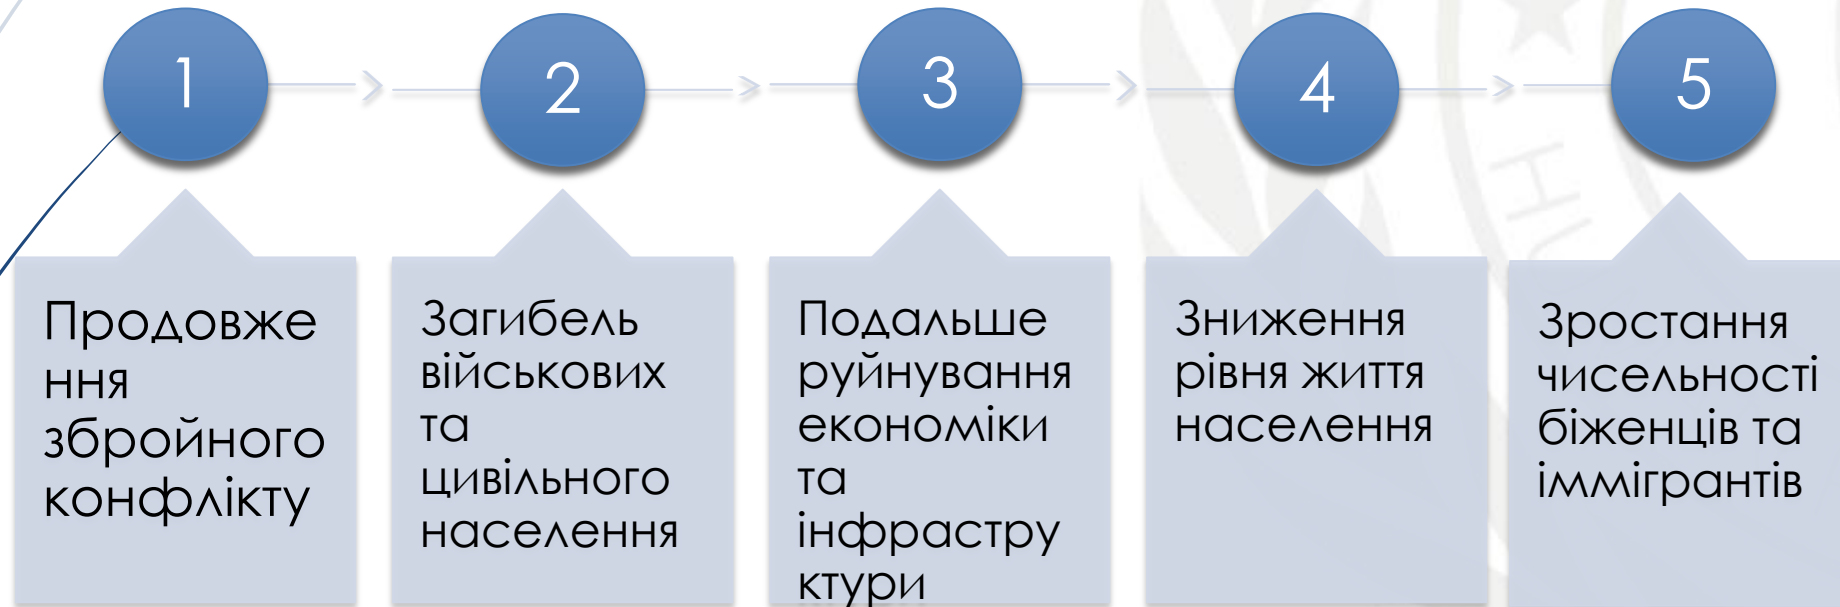 1
2
3
4
5
Продовже
ння
збройного
конфлікту
Загибель
військових
та
цивільного
населення
Подальше
руйнування
економіки
та
інфрастру
ктури
Зниження
рівня життя
населення
Зростання
чисельності
біженців та
іммігрантів